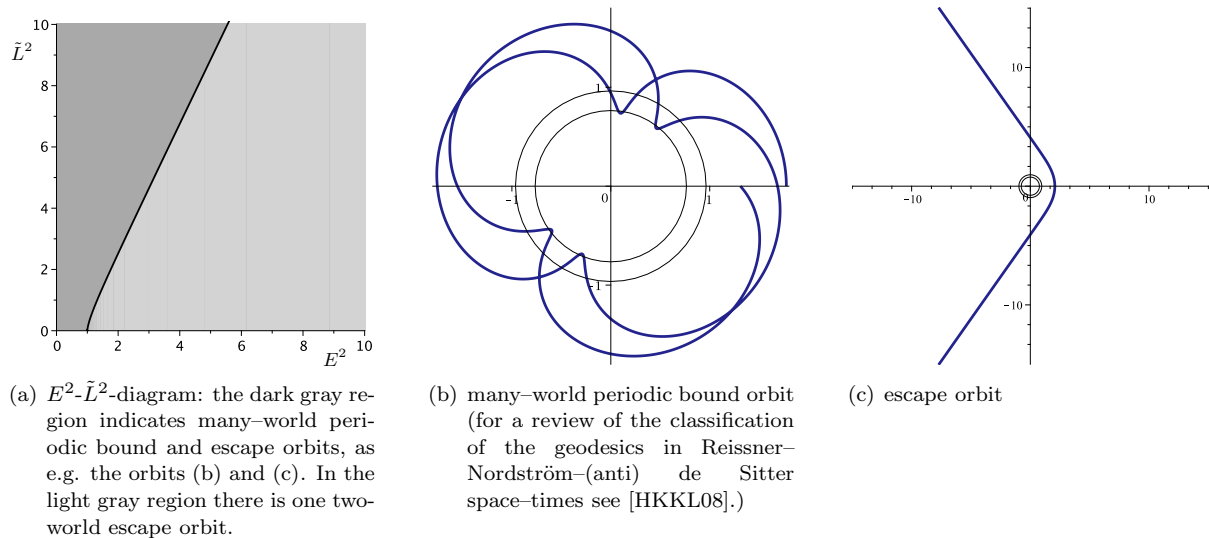 10
L̃²
8
6
4
2
0
0 2 4 6 8 10
E²
1
-1 0 1
-1
10
-10 0 10
-10
(a) E²-L̃²-diagram: the dark gray re-
gion indicates many–world peri-
odic bound and escape orbits, as
e.g. the orbits (b) and (c). In the
light gray region there is one two-
world escape orbit.
(b) many–world periodic bound orbit
(for a review of the classification
of the geodesics in Reissner–
Nordström–(anti) de Sitter
space–times see [HKKL08].)
(c) escape orbit